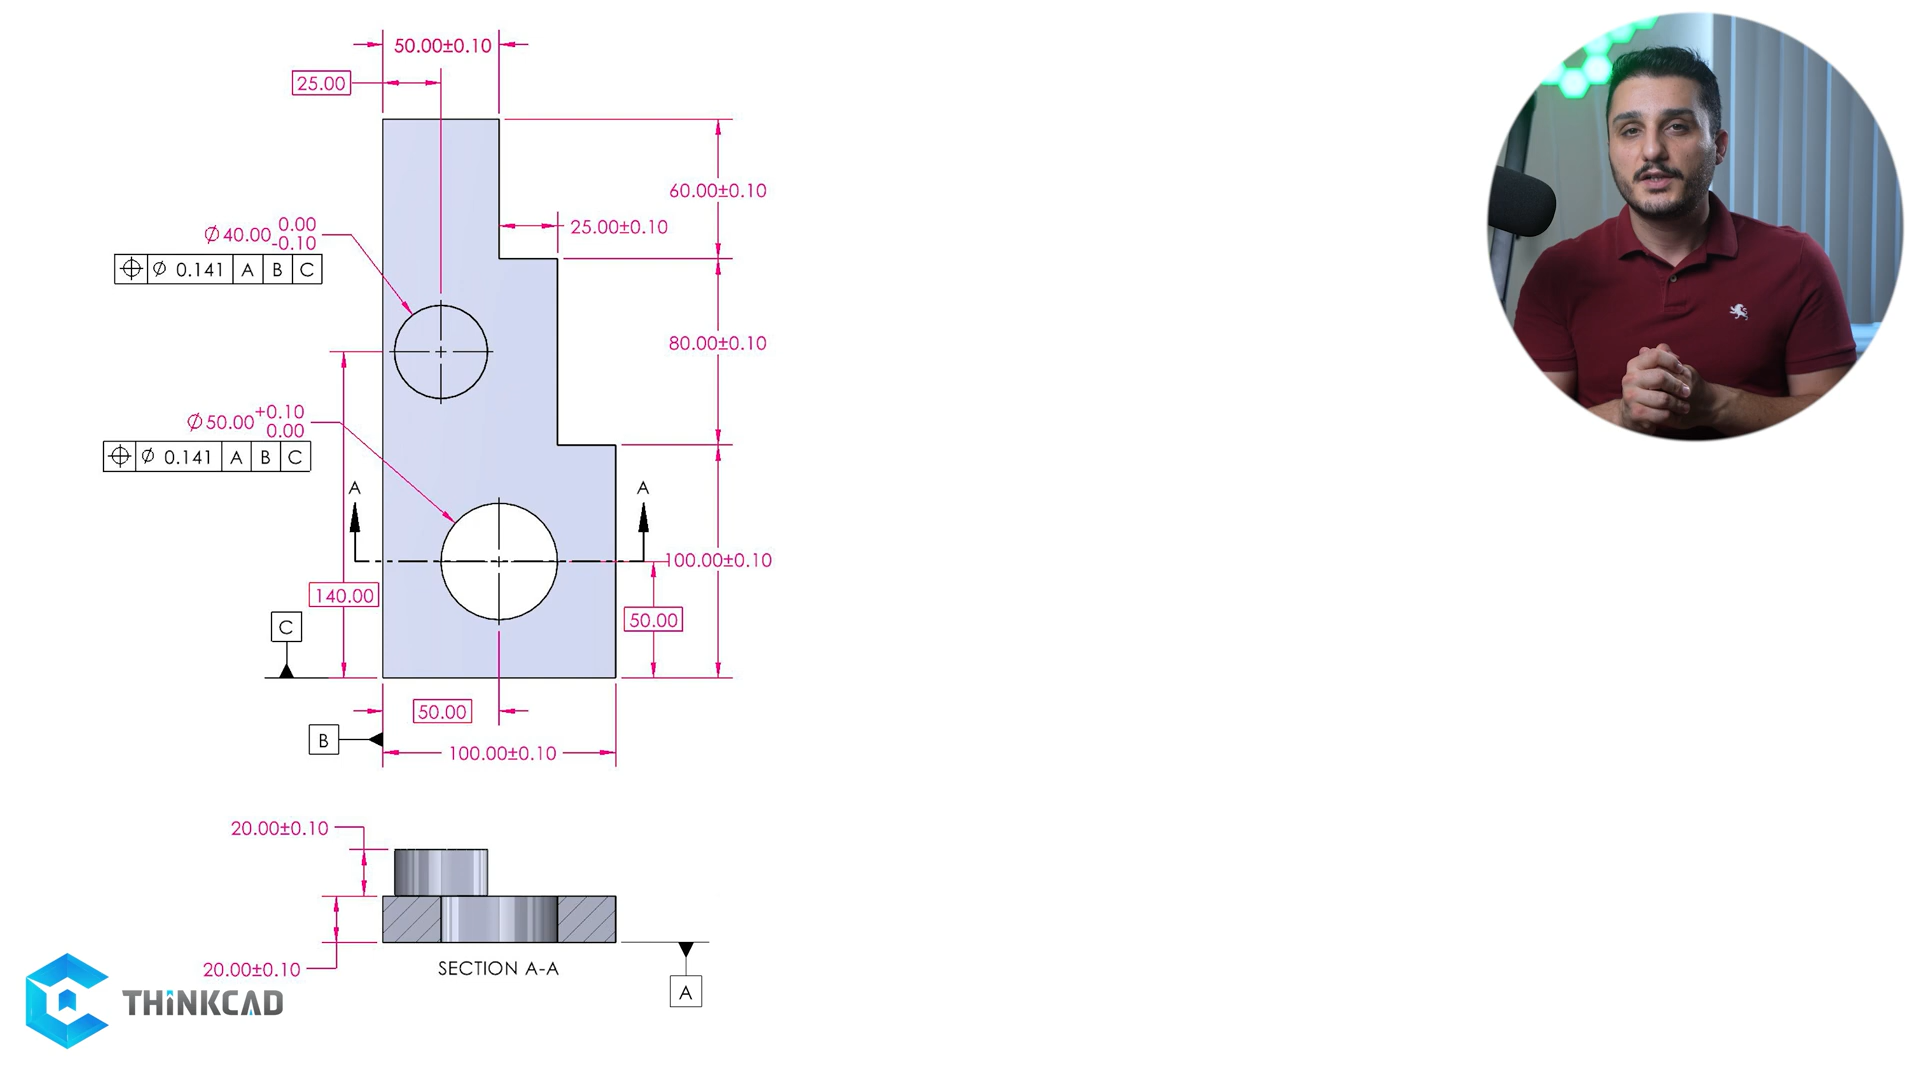 50.00±0.10
25.00
60.00±0.10
25.00±0.10
⌀40.00 0.00
-0.10
⌖ ⌀ 0.141 A B C
80.00±0.10
⌀50.00 +0.10
0.00
⌖ ⌀ 0.141 A B C
A A
100.00±0.10
140.00
50.00
C
50.00
B
100.00±0.10
20.00±0.10
20.00±0.10
SECTION A-A
A
THINKCAD